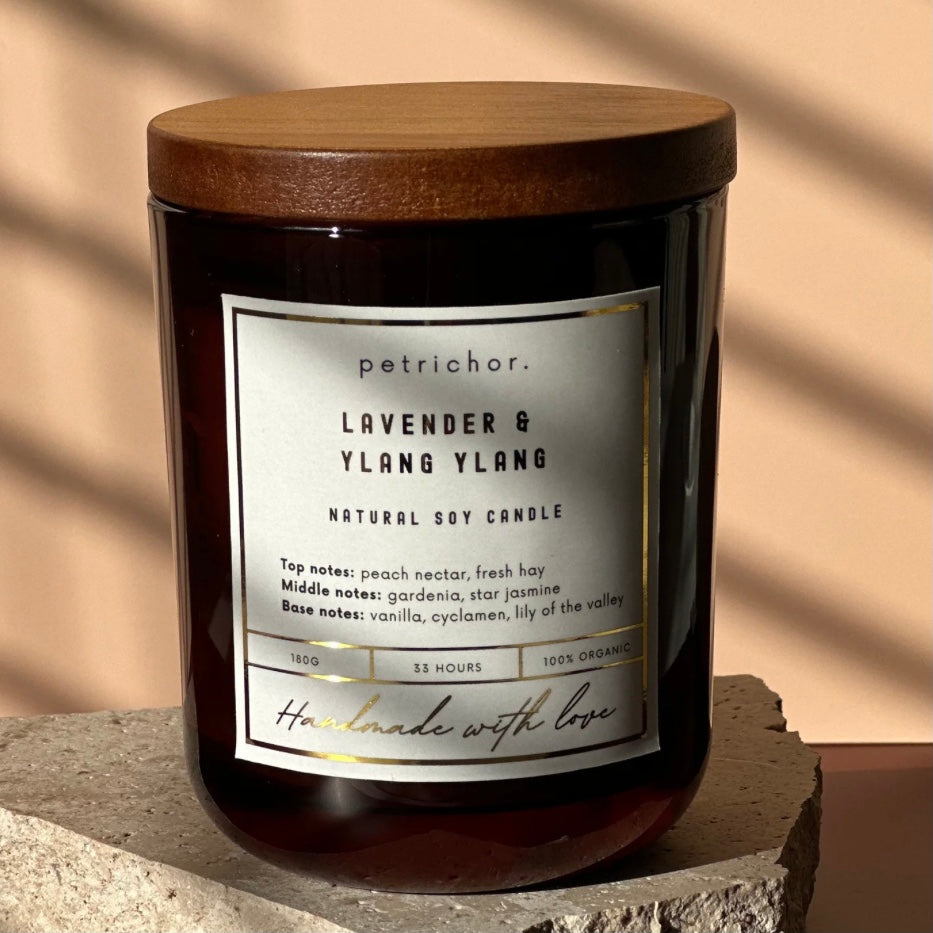 petrichor.
LAVENDER &
YLANG YLANG
NATURAL SOY CANDLE
Top notes: peach nectar, fresh hay
Middle notes: gardenia, star jasmine
Base notes: vanilla, cyclamen, lily of the valley
180G 33 HOURS 100% ORGANIC
Handmade with love